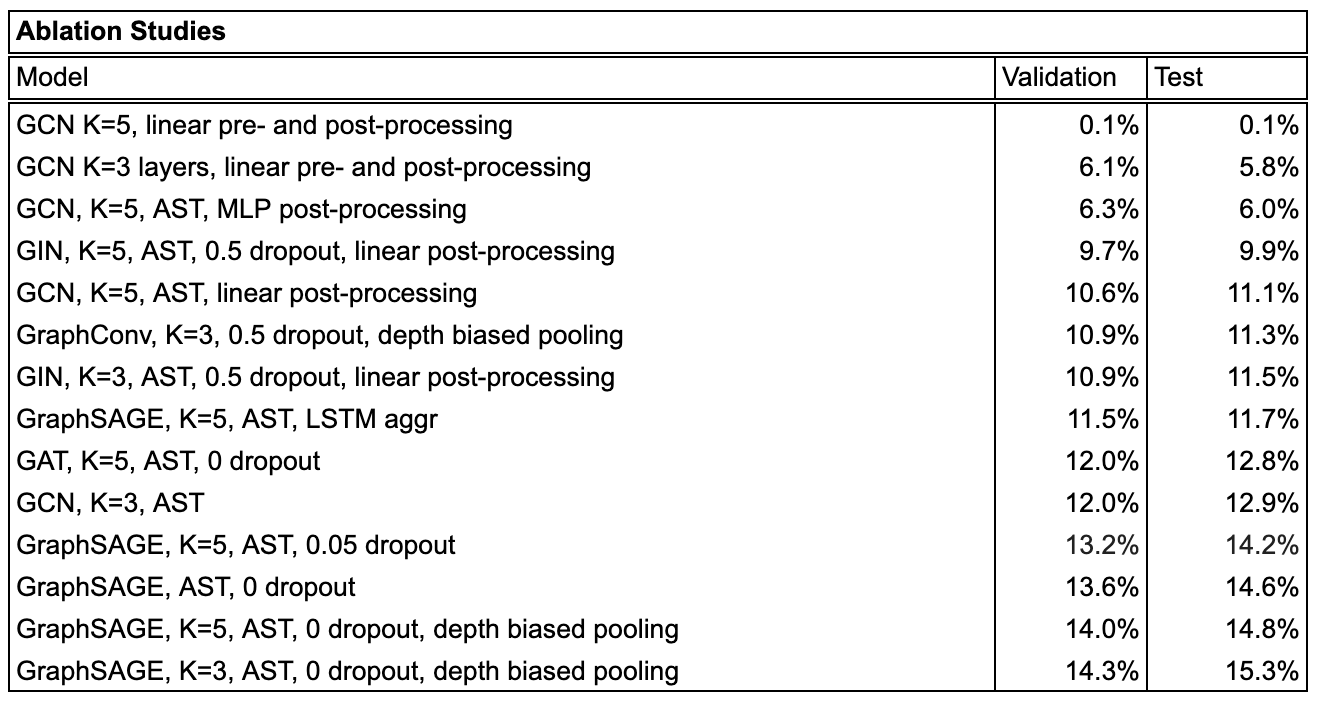 Ablation Studies
Model Validation Test
GCN K=5, linear pre- and post-processing 0.1% 0.1%
GCN K=3 layers, linear pre- and post-processing 6.1% 5.8%
GCN, K=5, AST, MLP post-processing 6.3% 6.0%
GIN, K=5, AST, 0.5 dropout, linear post-processing 9.7% 9.9%
GCN, K=5, AST, linear post-processing 10.6% 11.1%
GraphConv, K=3, 0.5 dropout, depth biased pooling 10.9% 11.3%
GIN, K=3, AST, 0.5 dropout, linear post-processing 10.9% 11.5%
GraphSAGE, K=5, AST, LSTM aggr 11.5% 11.7%
GAT, K=5, AST, 0 dropout 12.0% 12.8%
GCN, K=3, AST 12.0% 12.9%
GraphSAGE, K=5, AST, 0.05 dropout 13.2% 14.2%
GraphSAGE, AST, 0 dropout 13.6% 14.6%
GraphSAGE, K=5, AST, 0 dropout, depth biased pooling 14.0% 14.8%
GraphSAGE, K=3, AST, 0 dropout, depth biased pooling 14.3% 15.3%